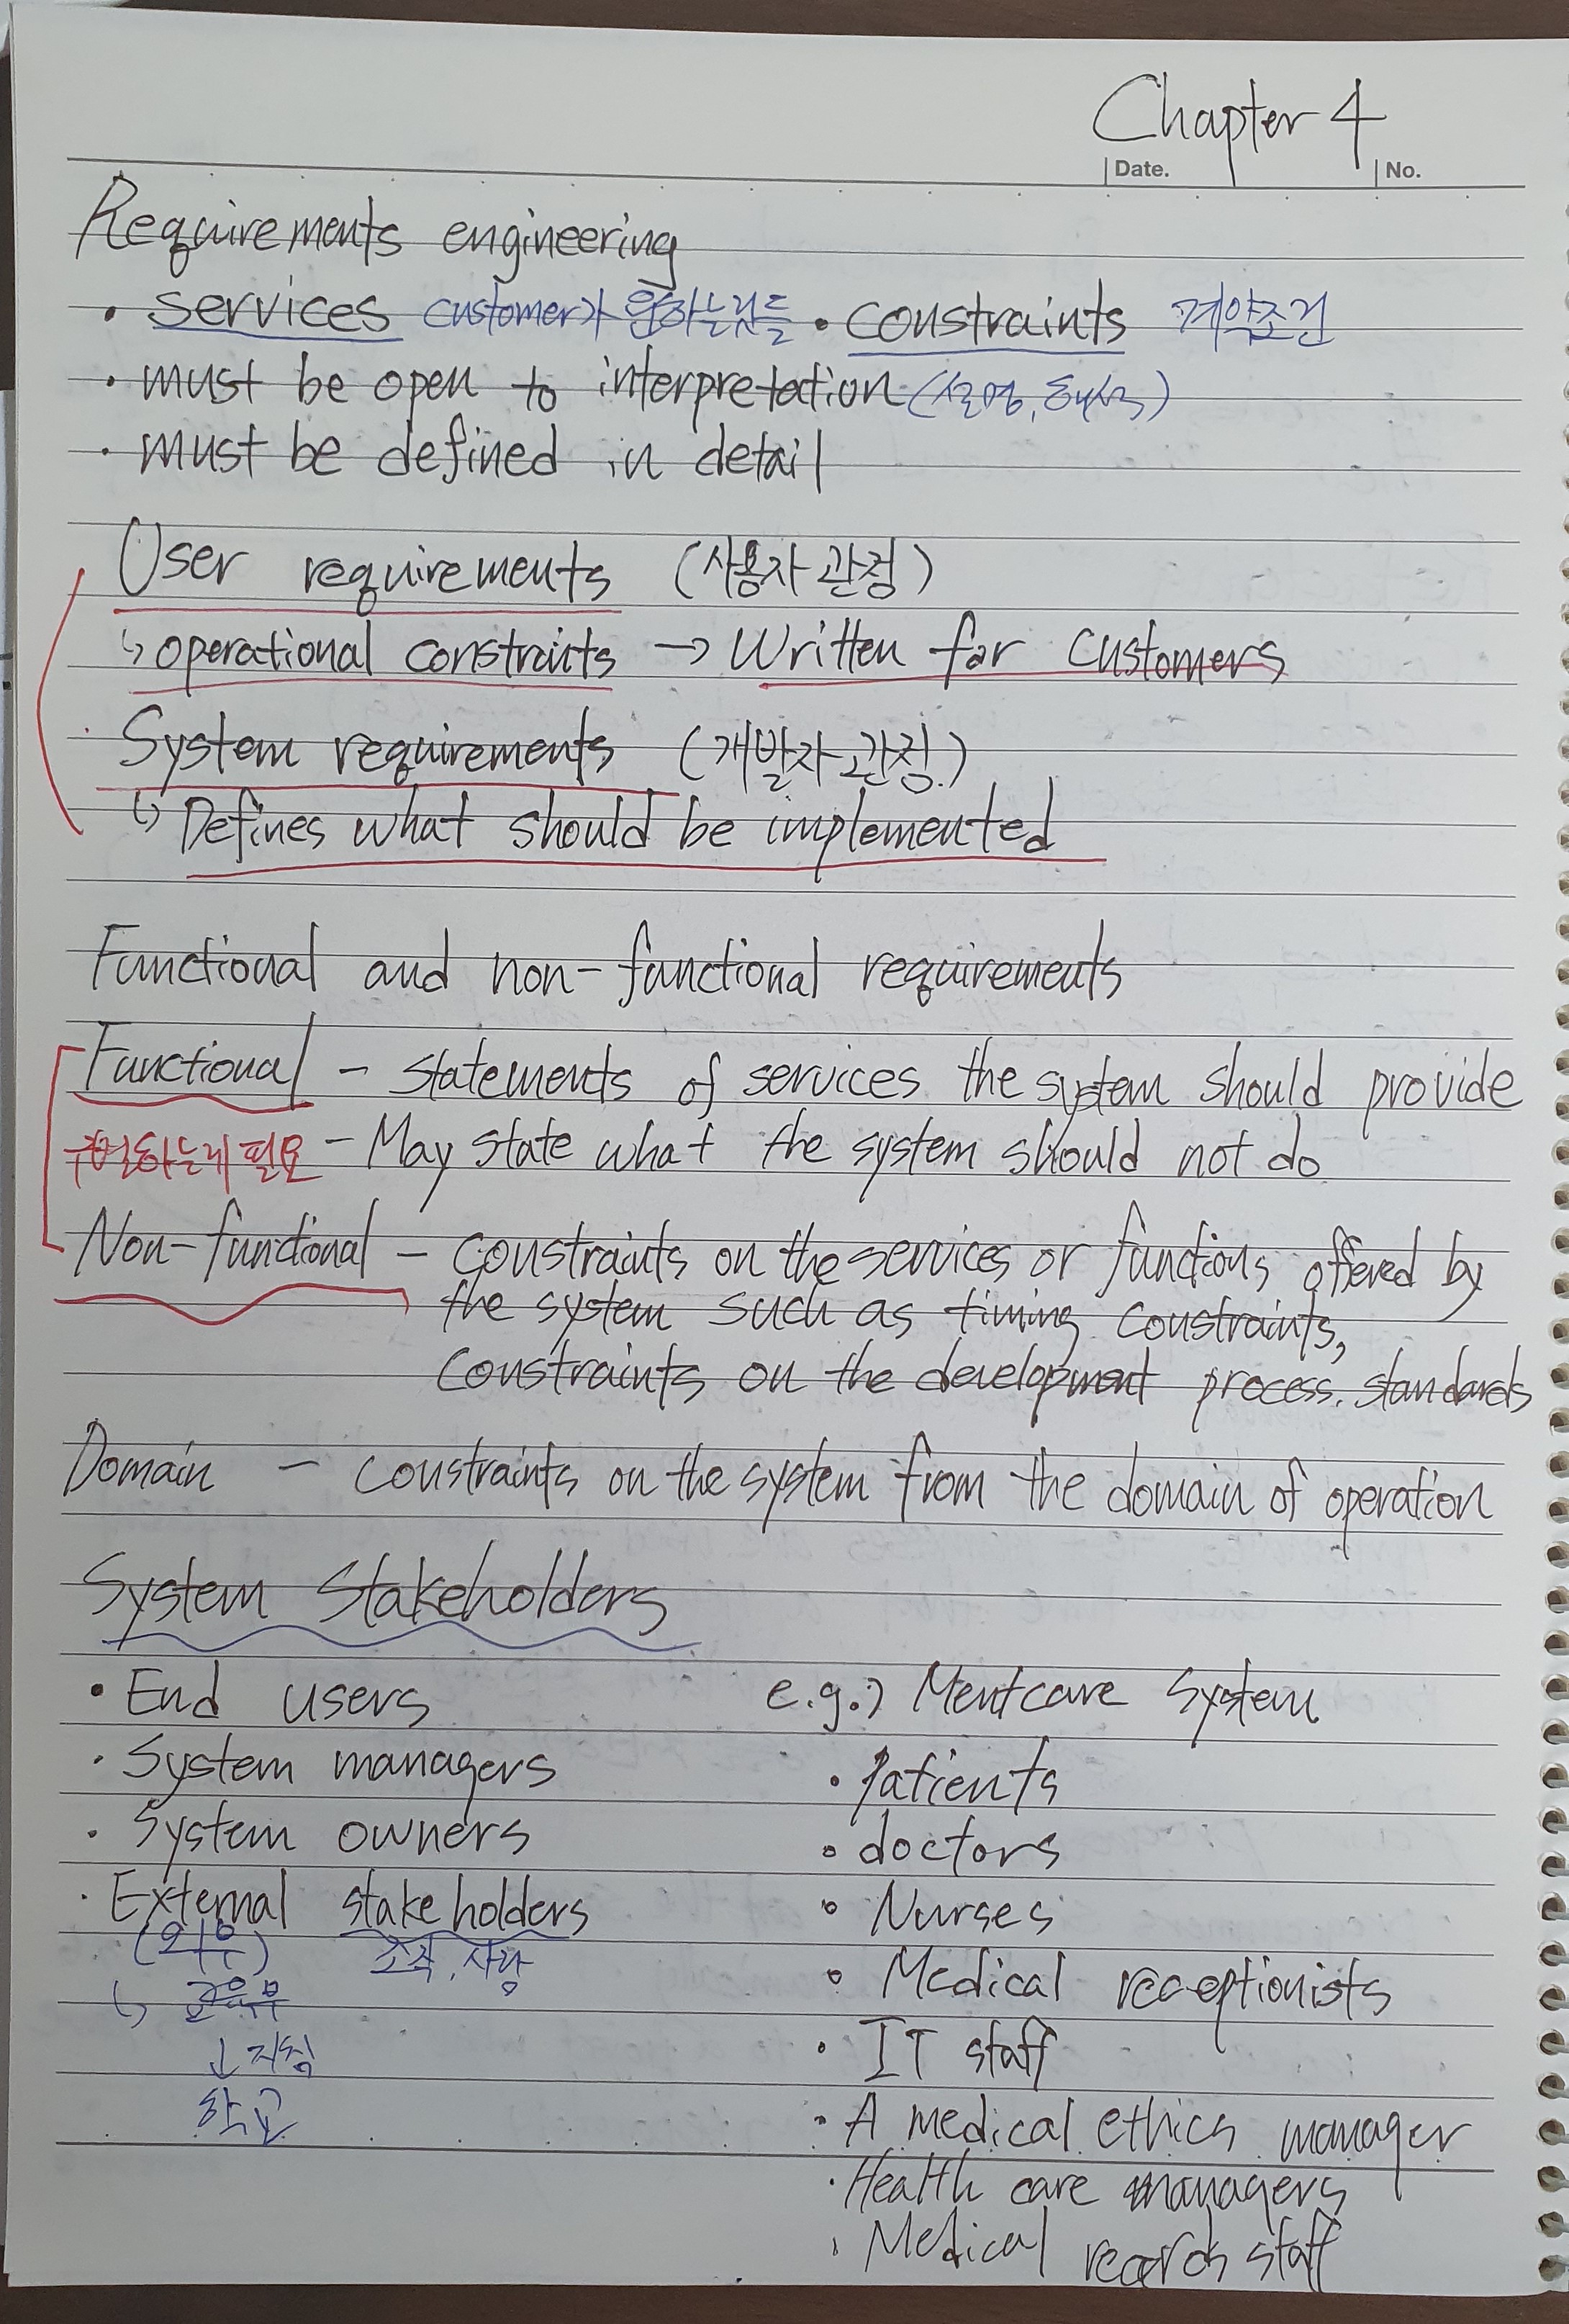 Chapter 4
Date. No.
Requirements engineering
· services customer가 원하는것들 · constraints 계약조건
· must be open to interpretation (설명, 해석)
· must be defined in detail
User requirements (사용자 관점)
↳ operational constraints → Written for customers
System requirements (개발자 관점)
↳ Defines what should be implemented
Functional and non-functional requirements
Functional - statements of services the system should provide
구별하는게 필요 - May state what the system should not do
Non-functional - constraints on the services or functions offered by
the system such as timing constraints,
constraints on the development process, standards
Domain - constraints on the system from the domain of operation
System Stakeholders
· End users e.g.) Mentcare System
· System managers
· Patients
· System owners
· doctors
· External stakeholders
· Nurses
(외부) 조직, 사람
· Medical receptionists
↳ 교육부
· IT staff
↓ 지침
학교
· A medical ethics manager
· Health care managers
· Medical records staff